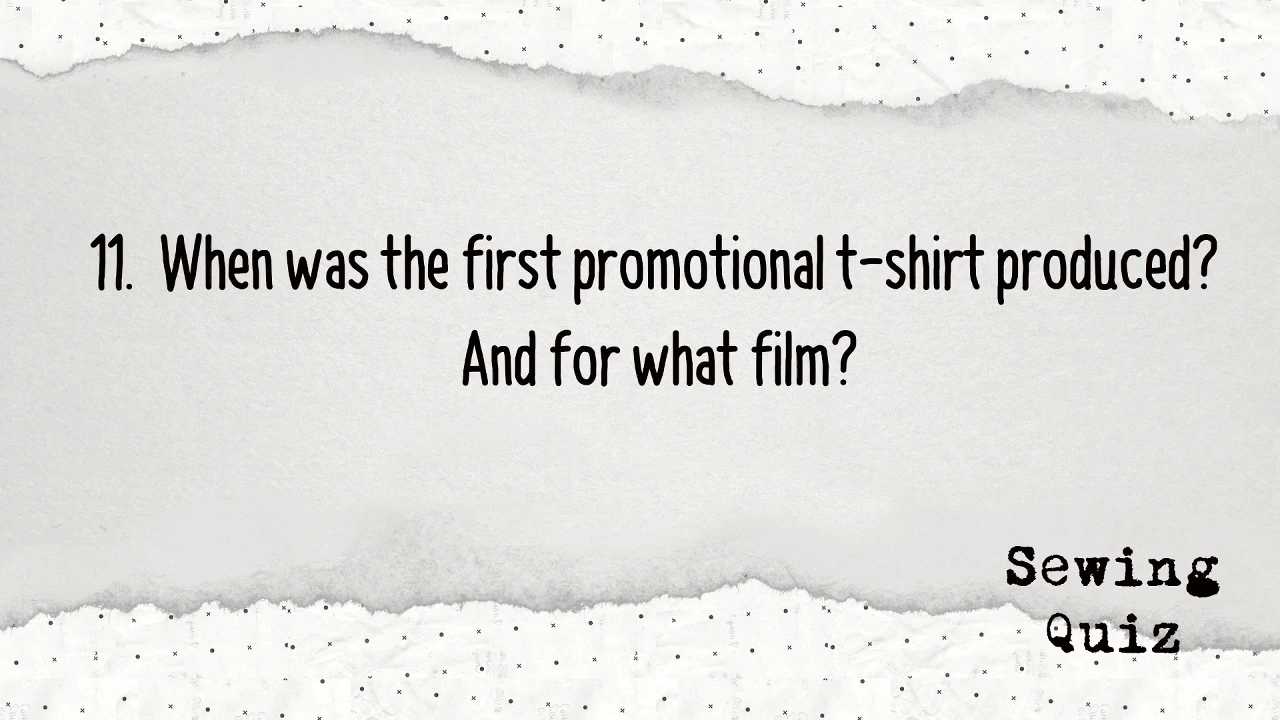 11. When was the first promotional t-shirt produced?
And for what film?
Sewing
Quiz